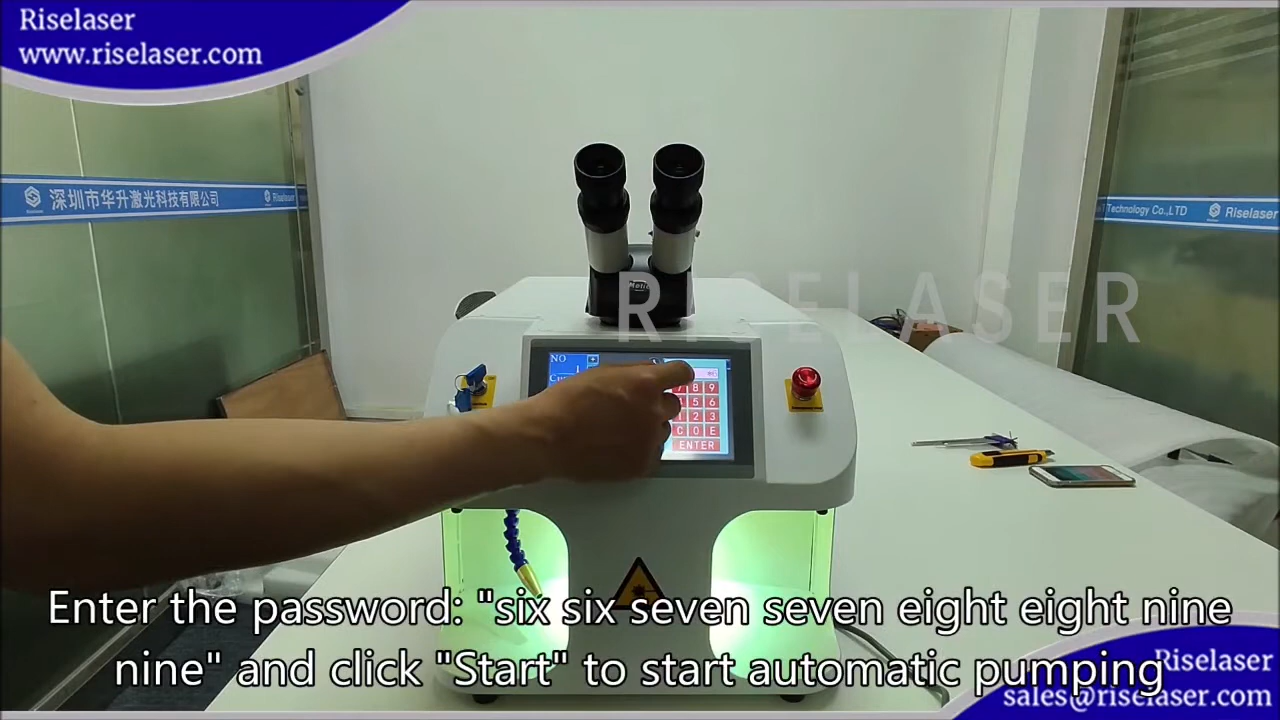 Riselaser
www.riselaser.com
深圳市华升激光科技有限公司
Riselaser
Technology Co.,LTD
Riselaser
RISELASER
NO
7 8 9
5 6
2 3
C 0 E
ENTER
Enter the password: "six six seven seven eight eight nine
nine" and click "Start" to start automatic pumping
Riselaser
sales@riselaser.com